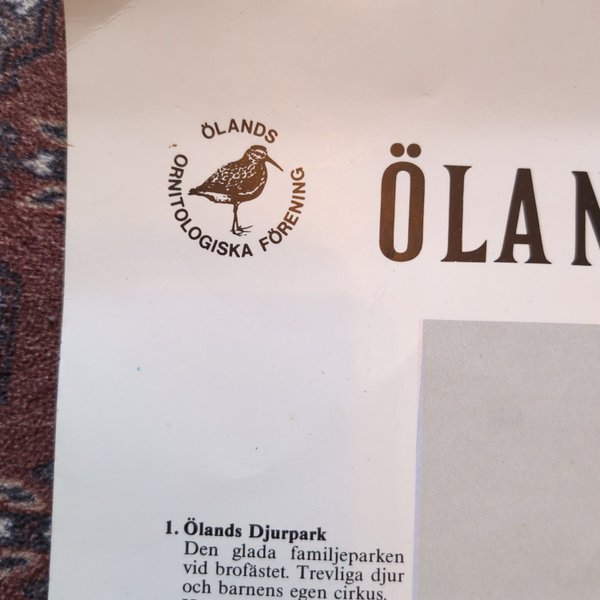 ÖLANDS
ORNITOLOGISKA FÖRENING
ÖLAN
1. Ölands Djurpark
Den glada familjeparken
vid brofästet. Trevliga djur
och barnens egen cirkus.